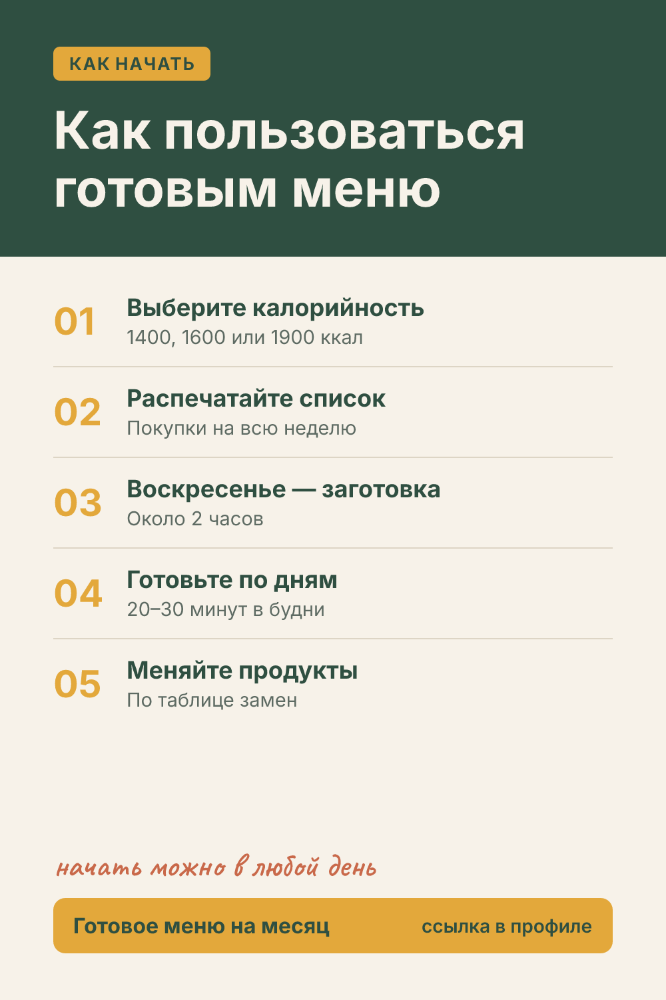 КАК НАЧАТЬ
Как пользоваться
готовым меню
01
Выберите калорийность
1400, 1600 или 1900 ккал
02
Распечатайте список
Покупки на всю неделю
03
Воскресенье — заготовка
Около 2 часов
04
Готовьте по дням
20–30 минут в будни
05
Меняйте продукты
По таблице замен
начать можно в любой день
Готовое меню на месяц
ссылка в профиле